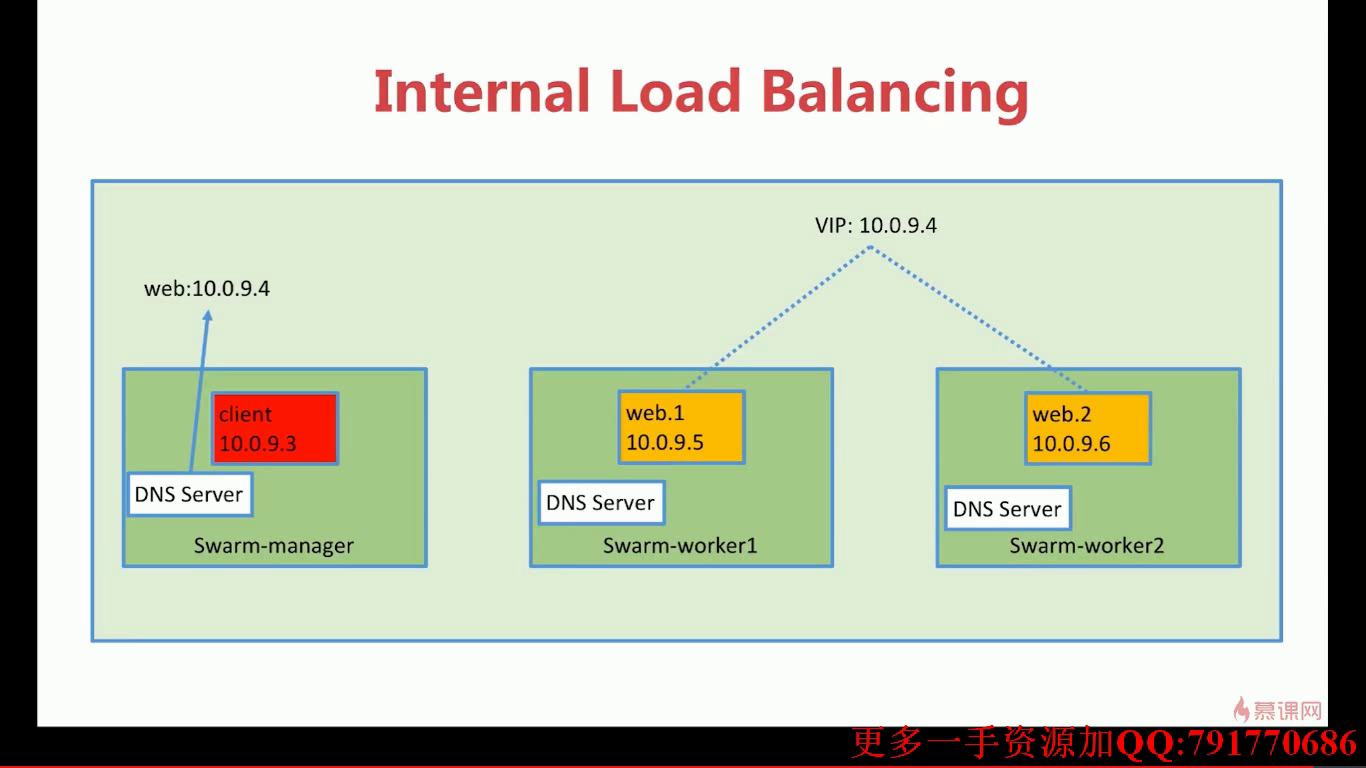 Internal Load Balancing
VIP: 10.0.9.4
web:10.0.9.4
client
10.0.9.3
DNS Server
Swarm-manager
web.1
10.0.9.5
DNS Server
Swarm-worker1
web.2
10.0.9.6
DNS Server
Swarm-worker2
慕课网
更多一手资源加QQ:791770686